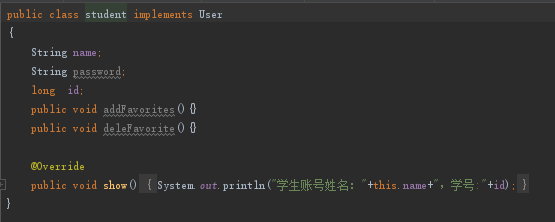 public class student implements User
{
String name;
String password;
long id;
public void addFavorites(){}
public void deleFavorite(){}
@Override
public void show() {System.out.println("学生账号姓名："+this.name+"，学号:"+id);}
}